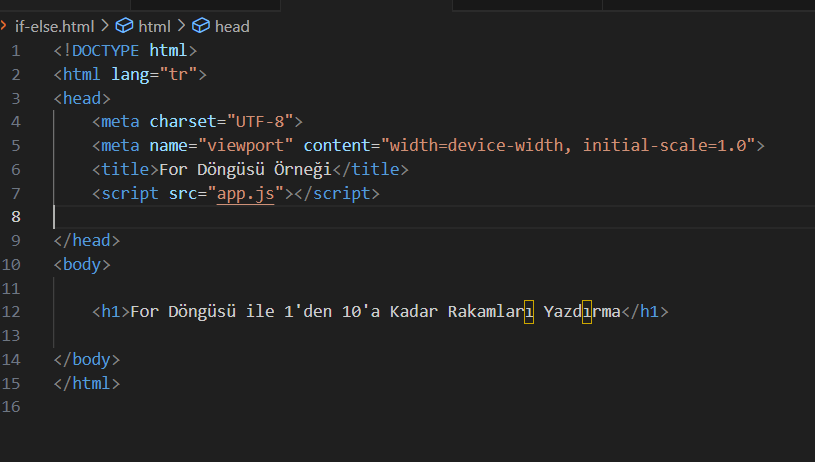 if-else.html > html > head
1 <!DOCTYPE html>
2 <html lang="tr">
3 <head>
4 <meta charset="UTF-8">
5 <meta name="viewport" content="width=device-width, initial-scale=1.0">
6 <title>For Döngüsü Örneği</title>
7 <script src="app.js"></script>
8
9 </head>
10 <body>
11
12 <h1>For Döngüsü ile 1'den 10'a Kadar Rakamları Yazdırma</h1>
13
14 </body>
15 </html>
16